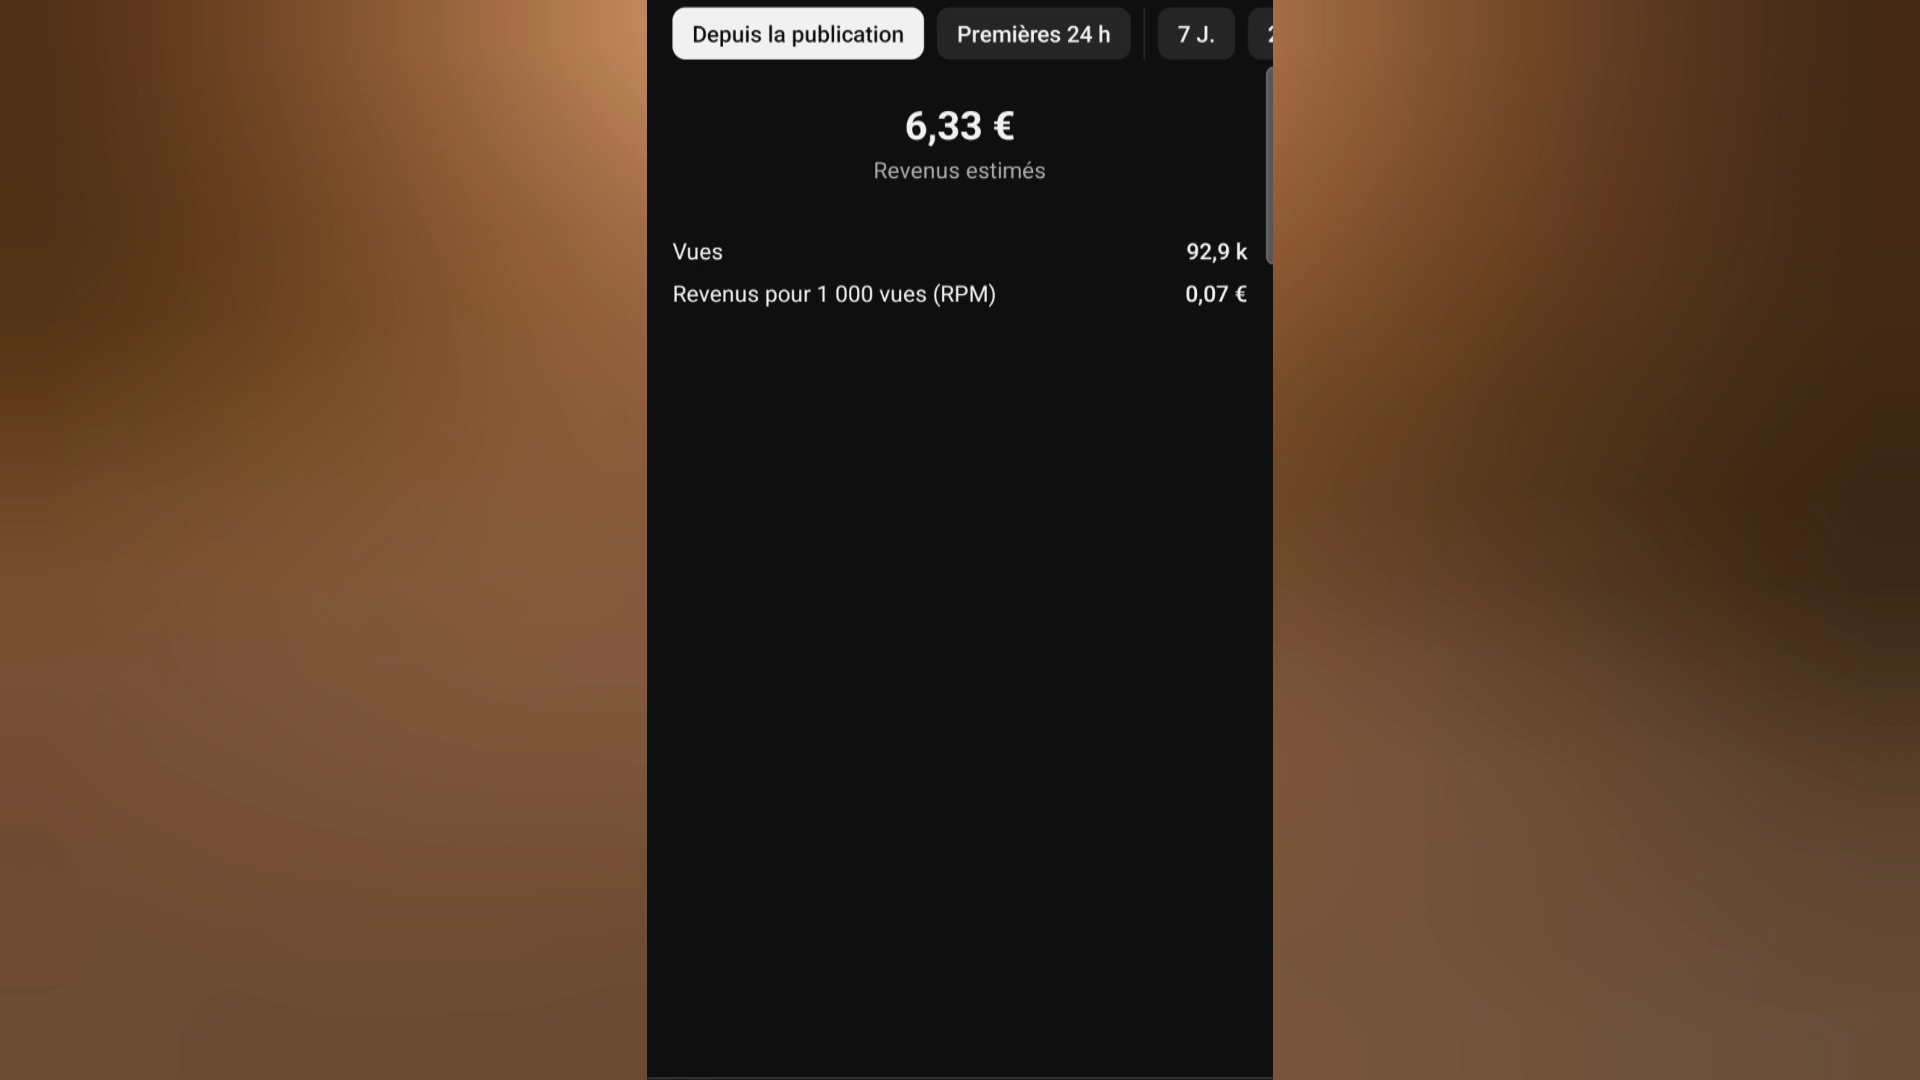 Depuis la publication
Premières 24 h
7 J.
6,33 €
Revenus estimés
Vues 92,9 k
Revenus pour 1 000 vues (RPM) 0,07 €